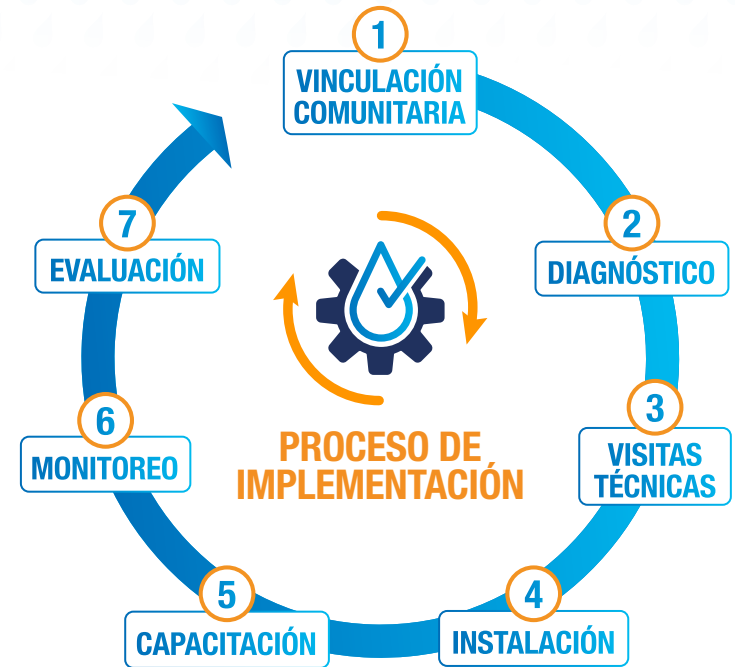 1
VINCULACIÓN
COMUNITARIA
2
DIAGNÓSTICO
3
VISITAS
TÉCNICAS
4
INSTALACIÓN
5
CAPACITACIÓN
6
MONITOREO
7
EVALUACIÓN
PROCESO DE
IMPLEMENTACIÓN